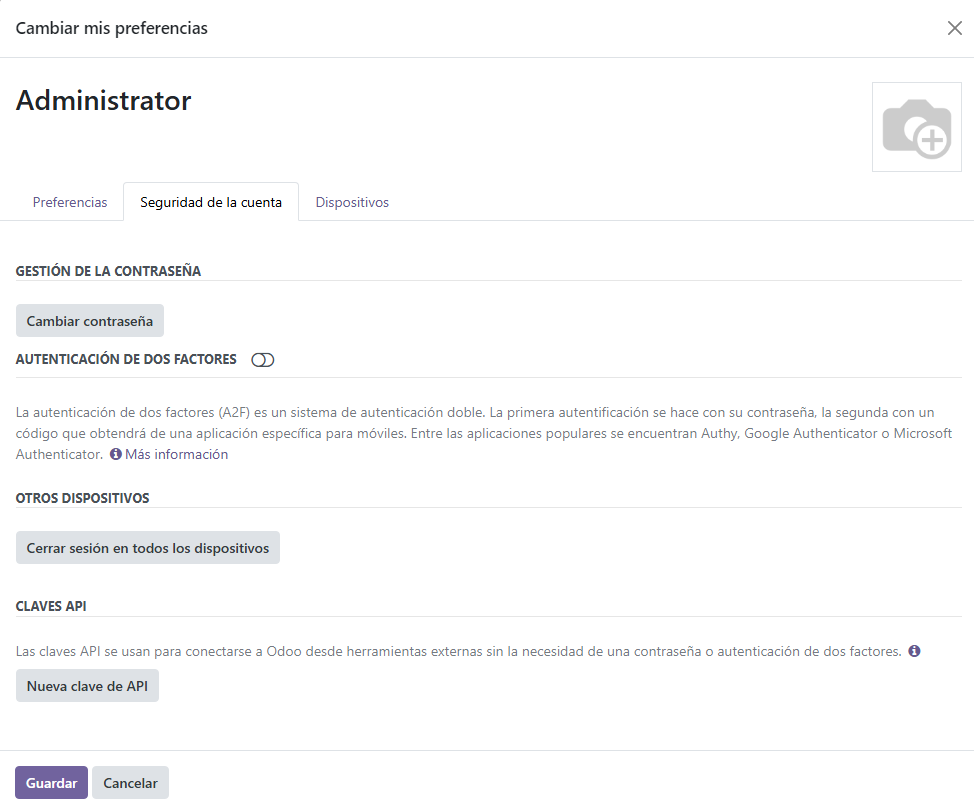 Cambiar mis preferencias
Administrator
Preferencias
Seguridad de la cuenta
Dispositivos
GESTIÓN DE LA CONTRASEÑA
Cambiar contraseña
AUTENTICACIÓN DE DOS FACTORES
La autenticación de dos factores (A2F) es un sistema de autenticación doble. La primera autentificación se hace con su contraseña, la segunda con un
código que obtendrá de una aplicación específica para móviles. Entre las aplicaciones populares se encuentran Authy, Google Authenticator o Microsoft
Authenticator. Más información
OTROS DISPOSITIVOS
Cerrar sesión en todos los dispositivos
CLAVES API
Las claves API se usan para conectarse a Odoo desde herramientas externas sin la necesidad de una contraseña o autenticación de dos factores.
Nueva clave de API
Guardar
Cancelar